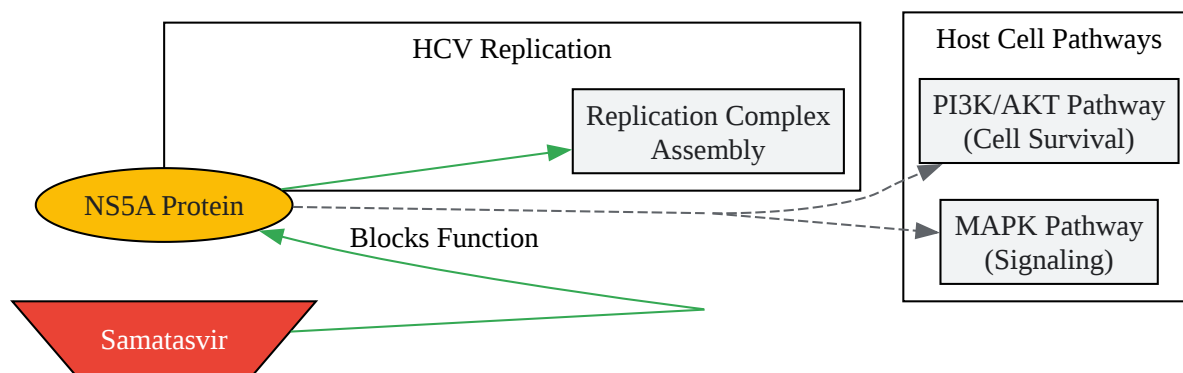 HCV Replication
Replication Complex
Assembly
NS5A Protein
Blocks Function
Samatasvir
Host Cell Pathways
PI3K/AKT Pathway
(Cell Survival)
MAPK Pathway
(Signaling)